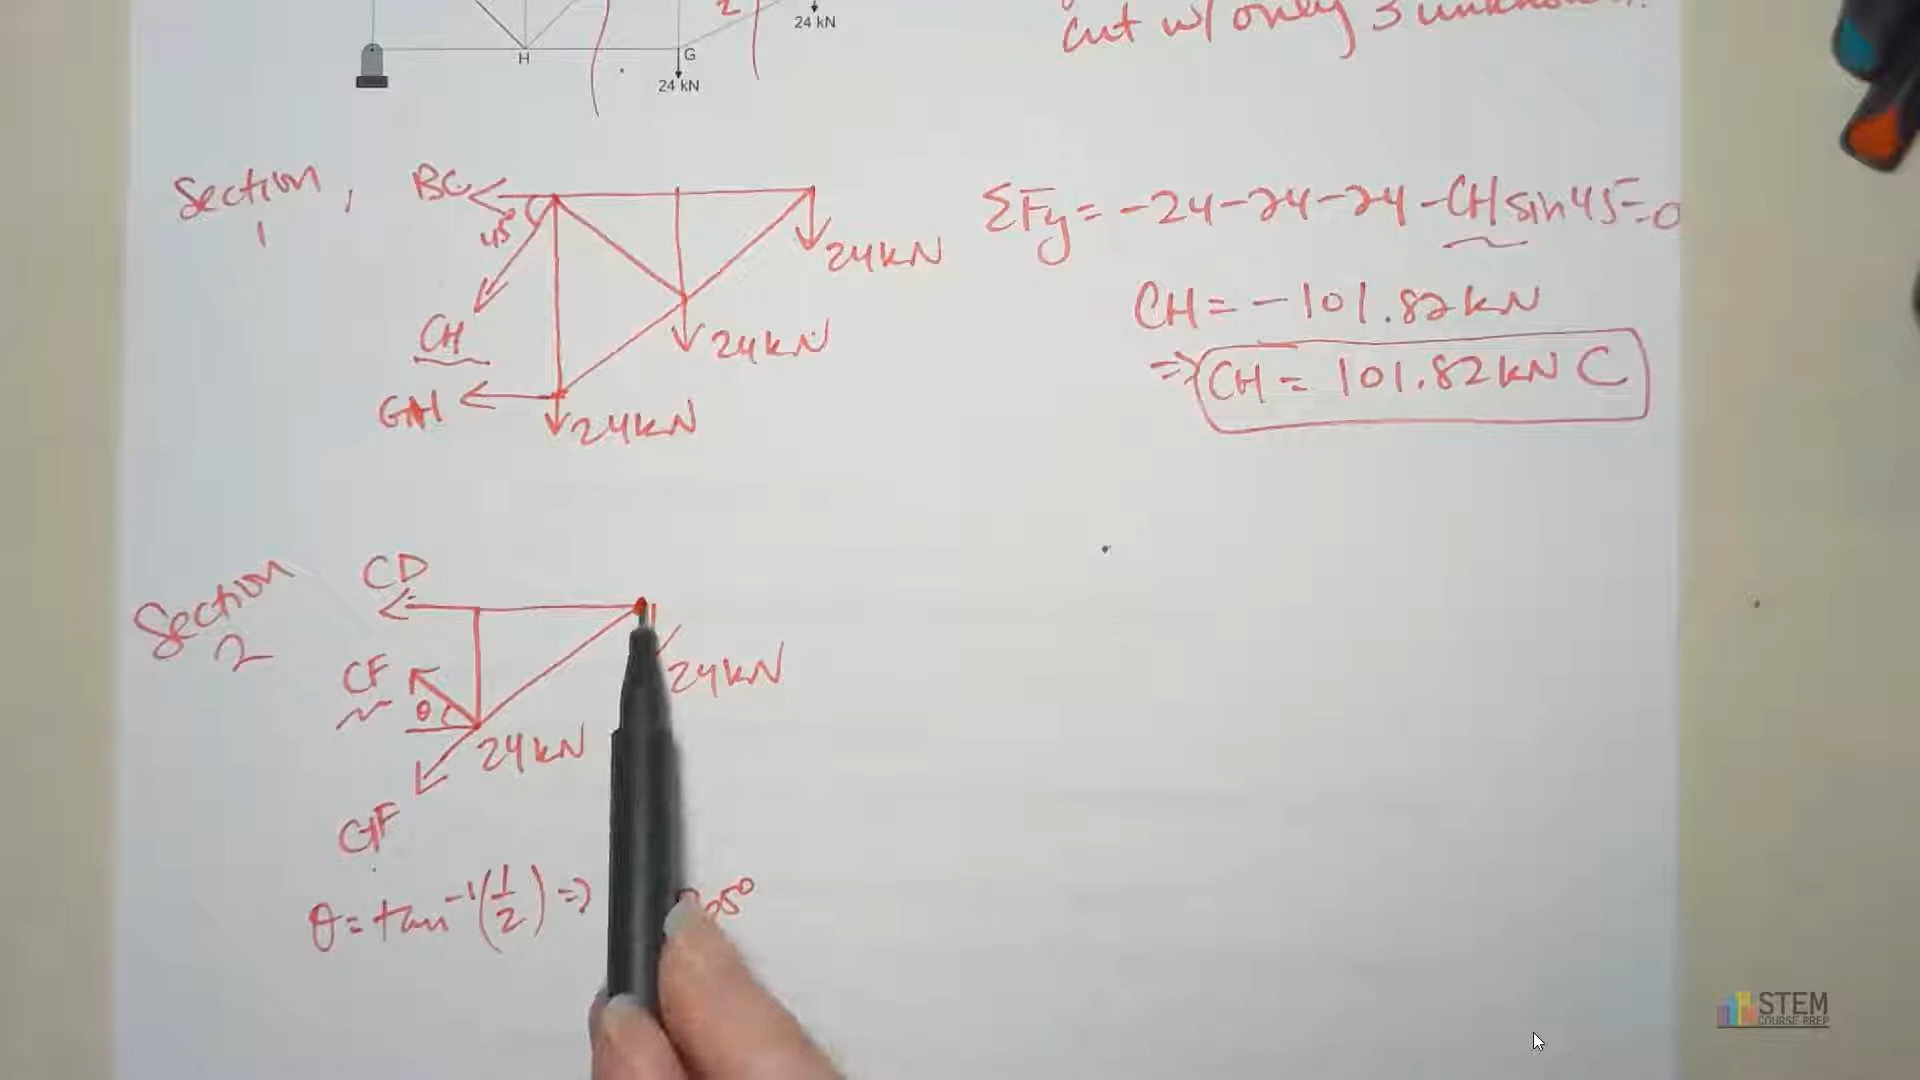 2
24 kN
cut w/ only 3
H
G
24 kN
Section 1
BC
45°
CH
GH
24kN
24kN
24kN
ΣFy = -24-24-24-CH sin45=0
CH = -101.82kN
=> CH = 101.82kN C
Section 2
CD
CF
θ
GF
24kN
24kN
θ = tan⁻¹(1/2) =>
STEM
COURSE PREP